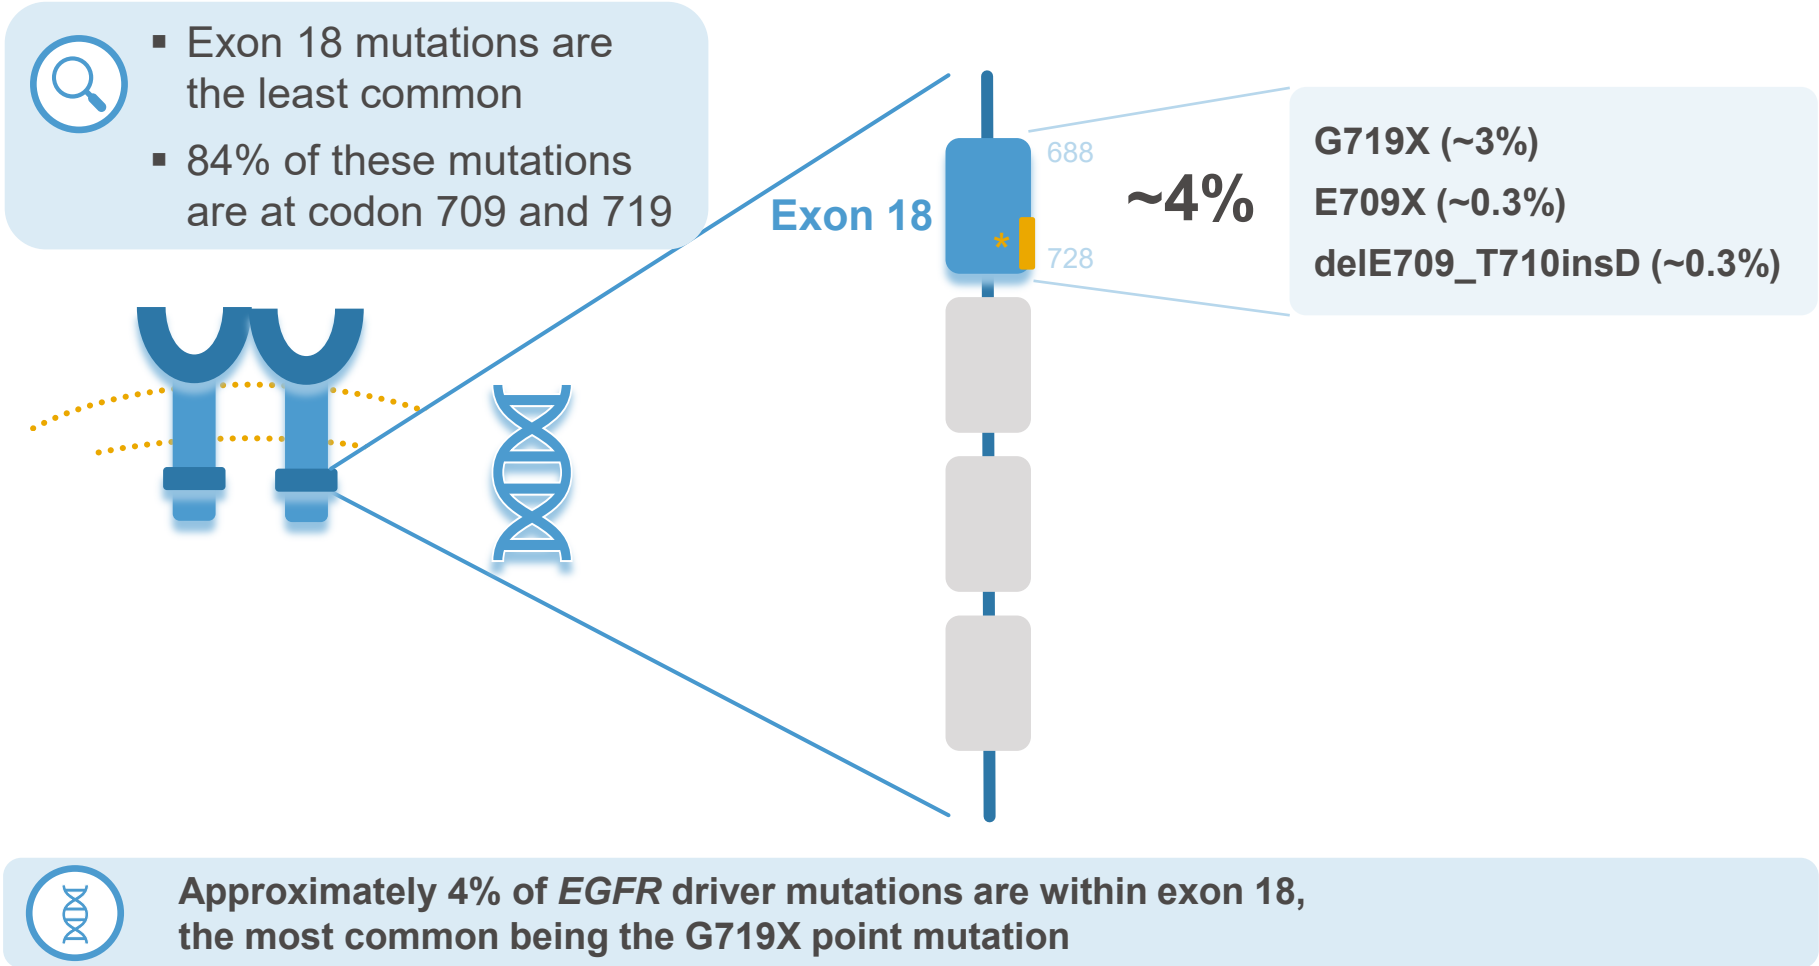 ▪ Exon 18 mutations are
the least common
▪ 84% of these mutations
are at codon 709 and 719
Exon 18
*
688
728
~4%
G719X (~3%)
E709X (~0.3%)
delE709_T710insD (~0.3%)
Approximately 4% of EGFR driver mutations are within exon 18,
the most common being the G719X point mutation